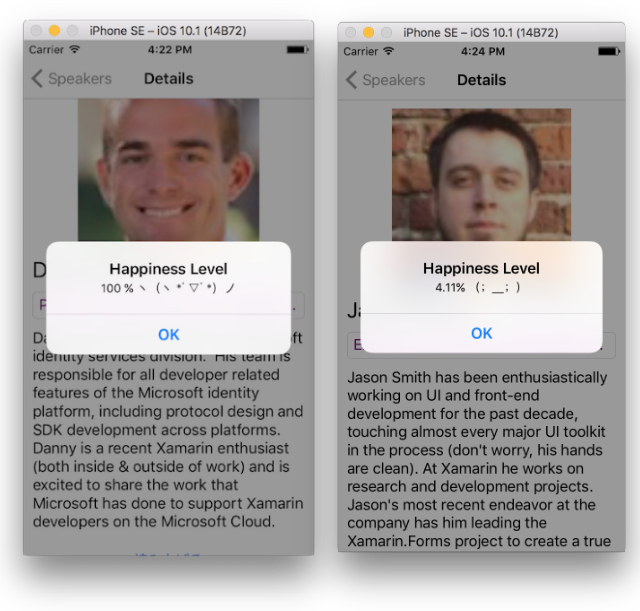 iPhone SE – iOS 10.1 (14B72)
Carrier
4:22 PM
Speakers
Details
D
Happiness Level
100 % ヽ (ヽ *ﾟ▽ﾟ*) ノ
P
.
OK
Da
ft
identity services division. His team is
responsible for all developer related
features of the Microsoft identity
platform, including protocol design and
SDK development across platforms.
Danny is a recent Xamarin enthusiast
(both inside & outside of work) and is
excited to share the work that
Microsoft has done to support Xamarin
developers on the Microsoft Cloud.
iPhone SE – iOS 10.1 (14B72)
Carrier
4:24 PM
Speakers
Details
Ja
Happiness Level
4.11% (; __; )
E
.
OK
Jason Smith has been enthusiastically
working on UI and front-end
development for the past decade,
touching almost every major UI toolkit
in the process (don't worry, his hands
are clean). At Xamarin he works on
research and development projects.
Jason's most recent endeavor at the
company has him leading the
Xamarin.Forms project to create a true